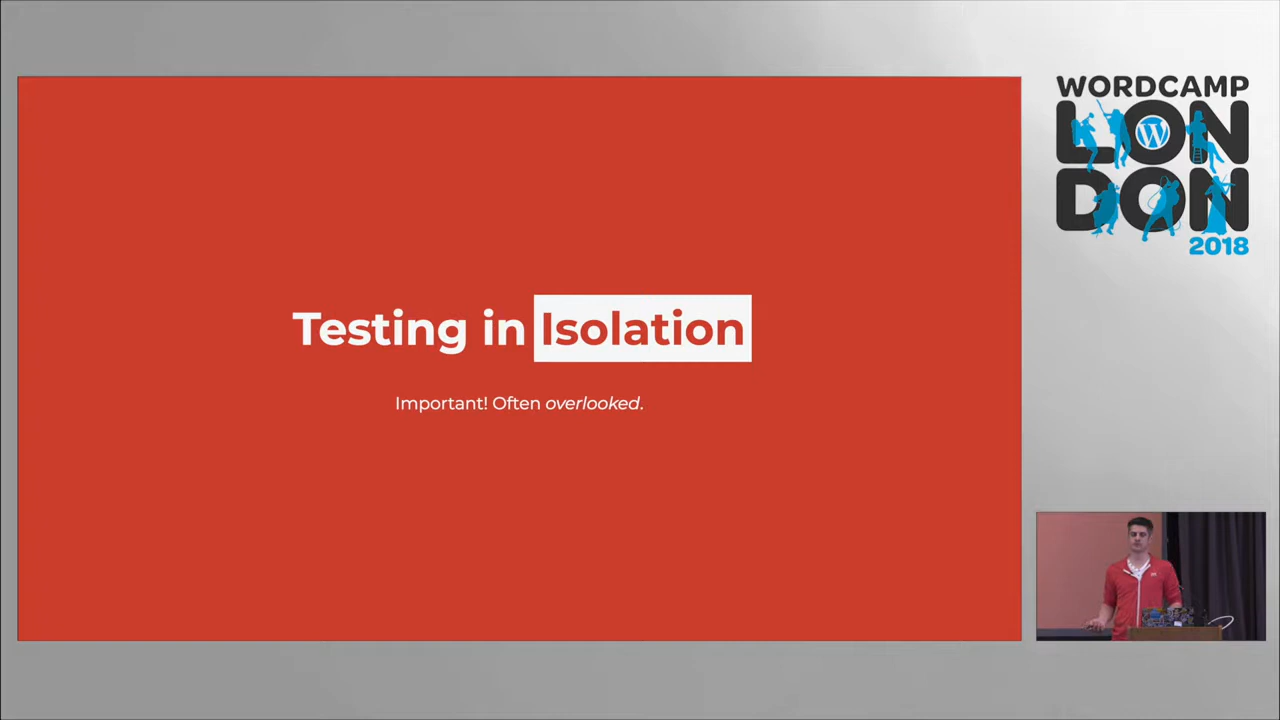 Testing in Isolation
Important! Often overlooked.
WORDCAMP
LON
DON
2018